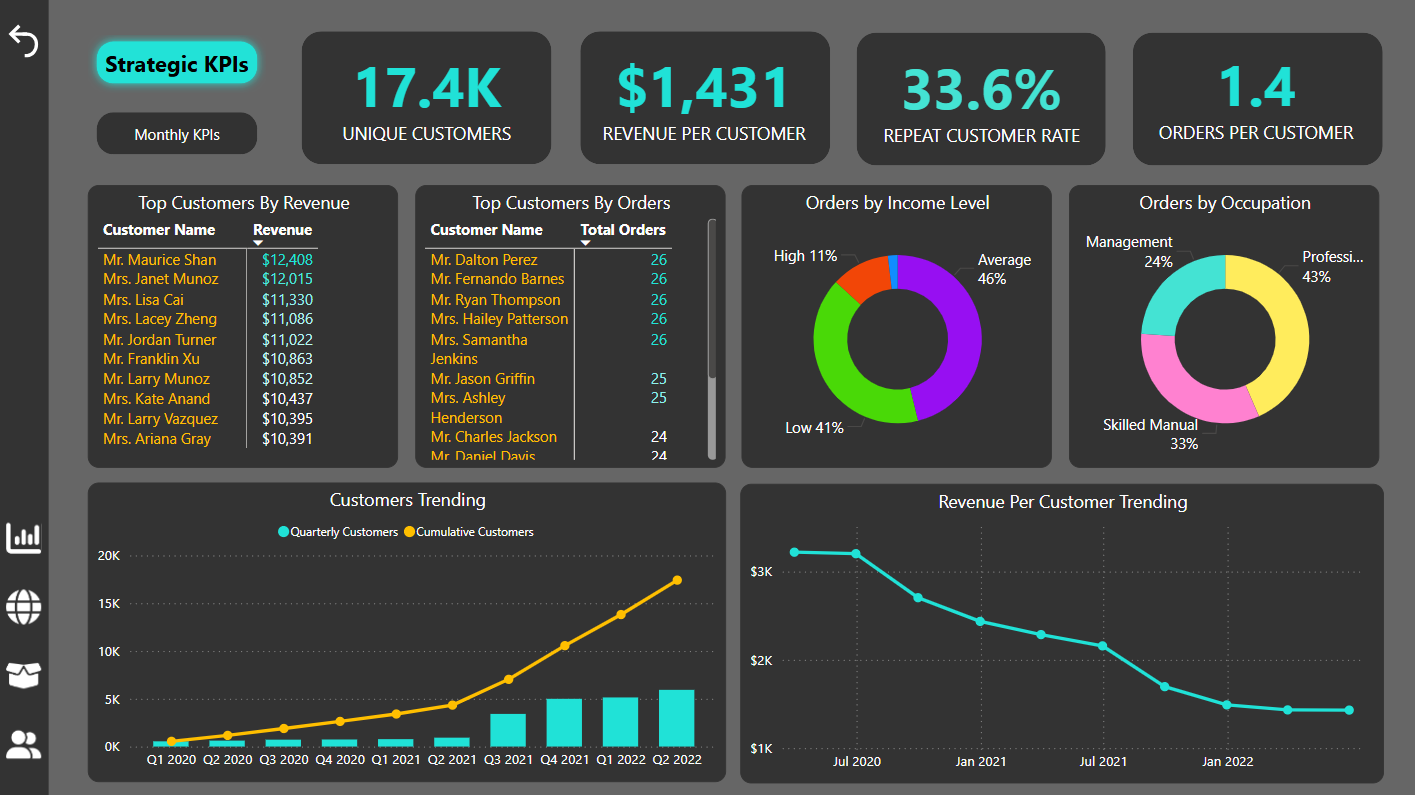 Strategic KPIs
Monthly KPIs
17.4K
UNIQUE CUSTOMERS
$1,431
REVENUE PER CUSTOMER
33.6%
REPEAT CUSTOMER RATE
1.4
ORDERS PER CUSTOMER
Top Customers By Revenue
Customer Name Revenue
Mr. Maurice Shan $12,408
Mrs. Janet Munoz $12,015
Mrs. Lisa Cai $11,330
Mrs. Lacey Zheng $11,086
Mr. Jordan Turner $11,022
Mr. Franklin Xu $10,863
Mr. Larry Munoz $10,852
Mrs. Kate Anand $10,437
Mr. Larry Vazquez $10,395
Mrs. Ariana Gray $10,391
Top Customers By Orders
Customer Name Total Orders
Mr. Dalton Perez 26
Mr. Fernando Barnes 26
Mr. Ryan Thompson 26
Mrs. Hailey Patterson 26
Mrs. Samantha 26
Jenkins
Mr. Jason Griffin 25
Mrs. Ashley 25
Henderson
Mr. Charles Jackson 24
Mr. Daniel Davis 24
Orders by Income Level
High 11%
Average
46%
Low 41%
Orders by Occupation
Management
24%
Professi...
43%
Skilled Manual
33%
Customers Trending
Quarterly Customers Cumulative Customers
20K
15K
10K
5K
0K
Q1 2020 Q2 2020 Q3 2020 Q4 2020 Q1 2021 Q2 2021 Q3 2021 Q4 2021 Q1 2022 Q2 2022
Revenue Per Customer Trending
$3K
$2K
$1K
Jul 2020 Jan 2021 Jul 2021 Jan 2022